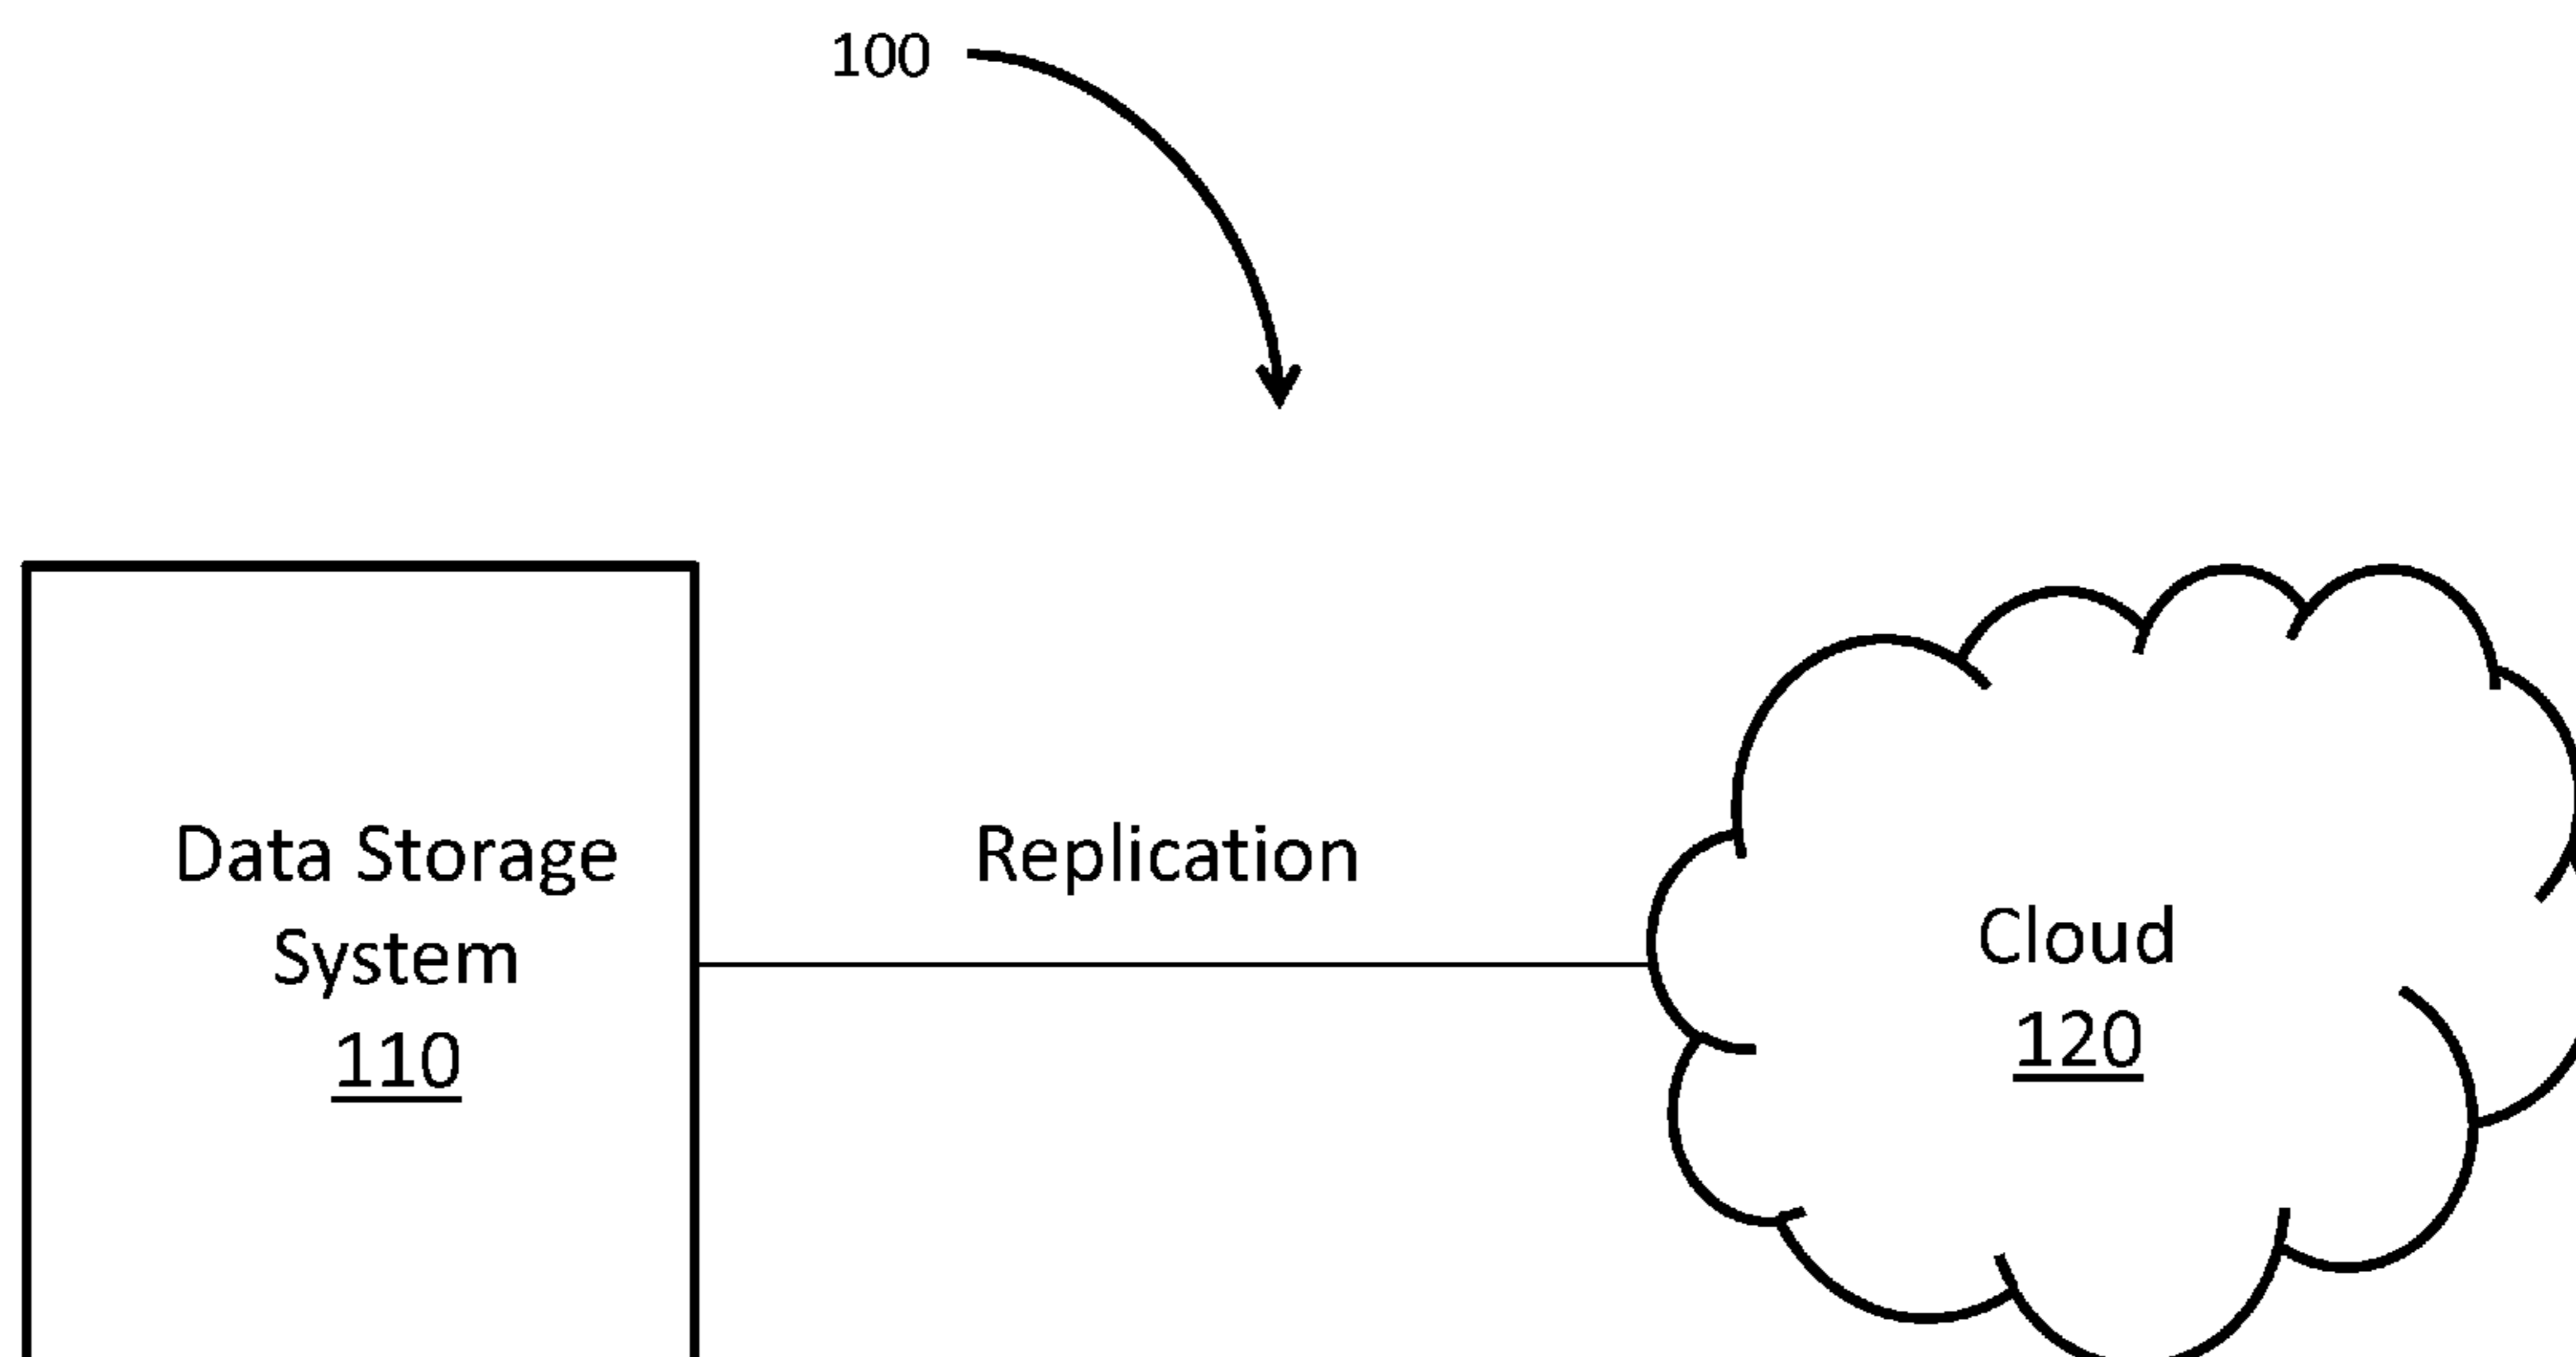 100
Data Storage
System
110
Replication
Cloud
120